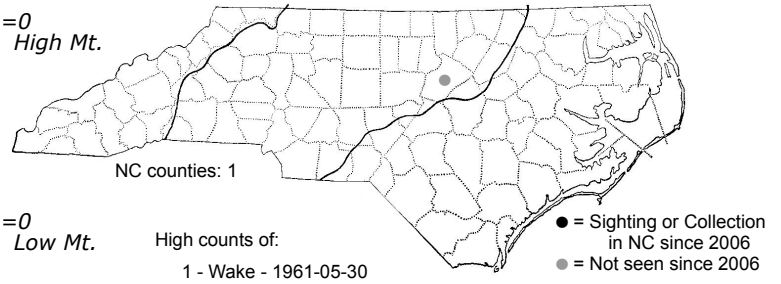 =0
High Mt.
NC counties: 1
=0
Low Mt.
High counts of:
1 - Wake - 1961-05-30
= Sighting or Collection
in NC since 2006
= Not seen since 2006